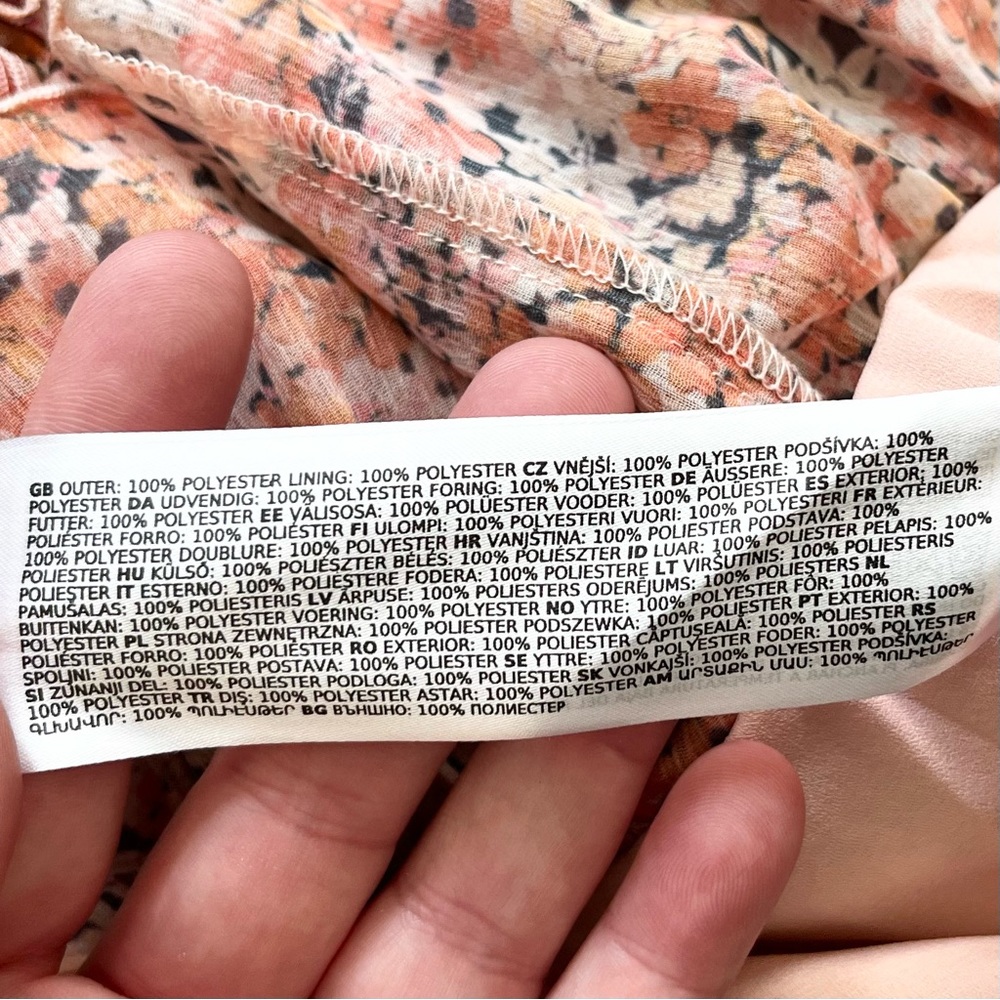 GB OUTER: 100% POLYESTER LINING: 100% POLYESTER CZ VNĚJŠÍ: 100% POLYESTER PODŠÍVKA: 100%
POLYESTER DA UDVENDIG: 100% POLYESTER FORING: 100% POLYESTER DE ÄUSSERE: 100% POLYESTER
FUTTER: 100% POLYESTER EE VÄLISOSA: 100% POLÜESTER VOODER: 100% POLÜESTER ES EXTERIOR: 100%
POLIÉSTER FORRO: 100% POLIÉSTER FI ULOMPI: 100% POLYESTERI VUORI: 100% POLYESTERI FR EXTÉRIEUR:
100% POLYESTER DOUBLURE: 100% POLYESTER HR VANJŠTINA: 100% POLIESTER PODSTAVA: 100%
POLIESTER HU KÜLSŐ: 100% POLIÉSZTER BÉLÉS: 100% POLIÉSZTER ID LUAR: 100% POLIESTER PELAPIS: 100%
POLIESTER IT ESTERNO: 100% POLIESTERE FODERA: 100% POLIESTERE LT VIRŠUTINIS: 100% POLIESTERIS
PAMUŠALAS: 100% POLIESTERIS LV ĀRPUSE: 100% POLIESTERS ODERĒJUMS: 100% POLIESTERS NL
BUITENKAN: 100% POLYESTER VOERING: 100% POLYESTER NO YTRE: 100% POLYESTER FÔR: 100%
POLYESTER PL STRONA ZEWNĘTRZNA: 100% POLIESTER PODSZEWKA: 100% POLIESTER PT EXTERIOR: 100%
POLIÉSTER FORRO: 100% POLIÉSTER RO EXTERIOR: 100% POLIESTER CĂPTUȘEALĂ: 100% POLIESTER RS
SPOLJNI: 100% POLIESTER POSTAVA: 100% POLIESTER SE YTTRE: 100% POLYESTER FODER: 100% POLYESTER
SI ZUNANJI DEL: 100% POLIESTER PODLOGA: 100% POLIESTER SK VONKAJŠÍ: 100% POLYESTER PODŠÍVKA:
100% POLYESTER TR DIŞ: 100% POLYESTER ASTAR: 100% POLYESTER AM ԱՐՏԱՔԻՆ ՄԱՍ: 100% ՊՈԼԻԷՍԹԵՐ
ԳԼԽԱՎՈՐ: 100% ՊՈԼԻԷՍԹԵՐ BG ВЪНШНО: 100% ПОЛИЕСТЕР